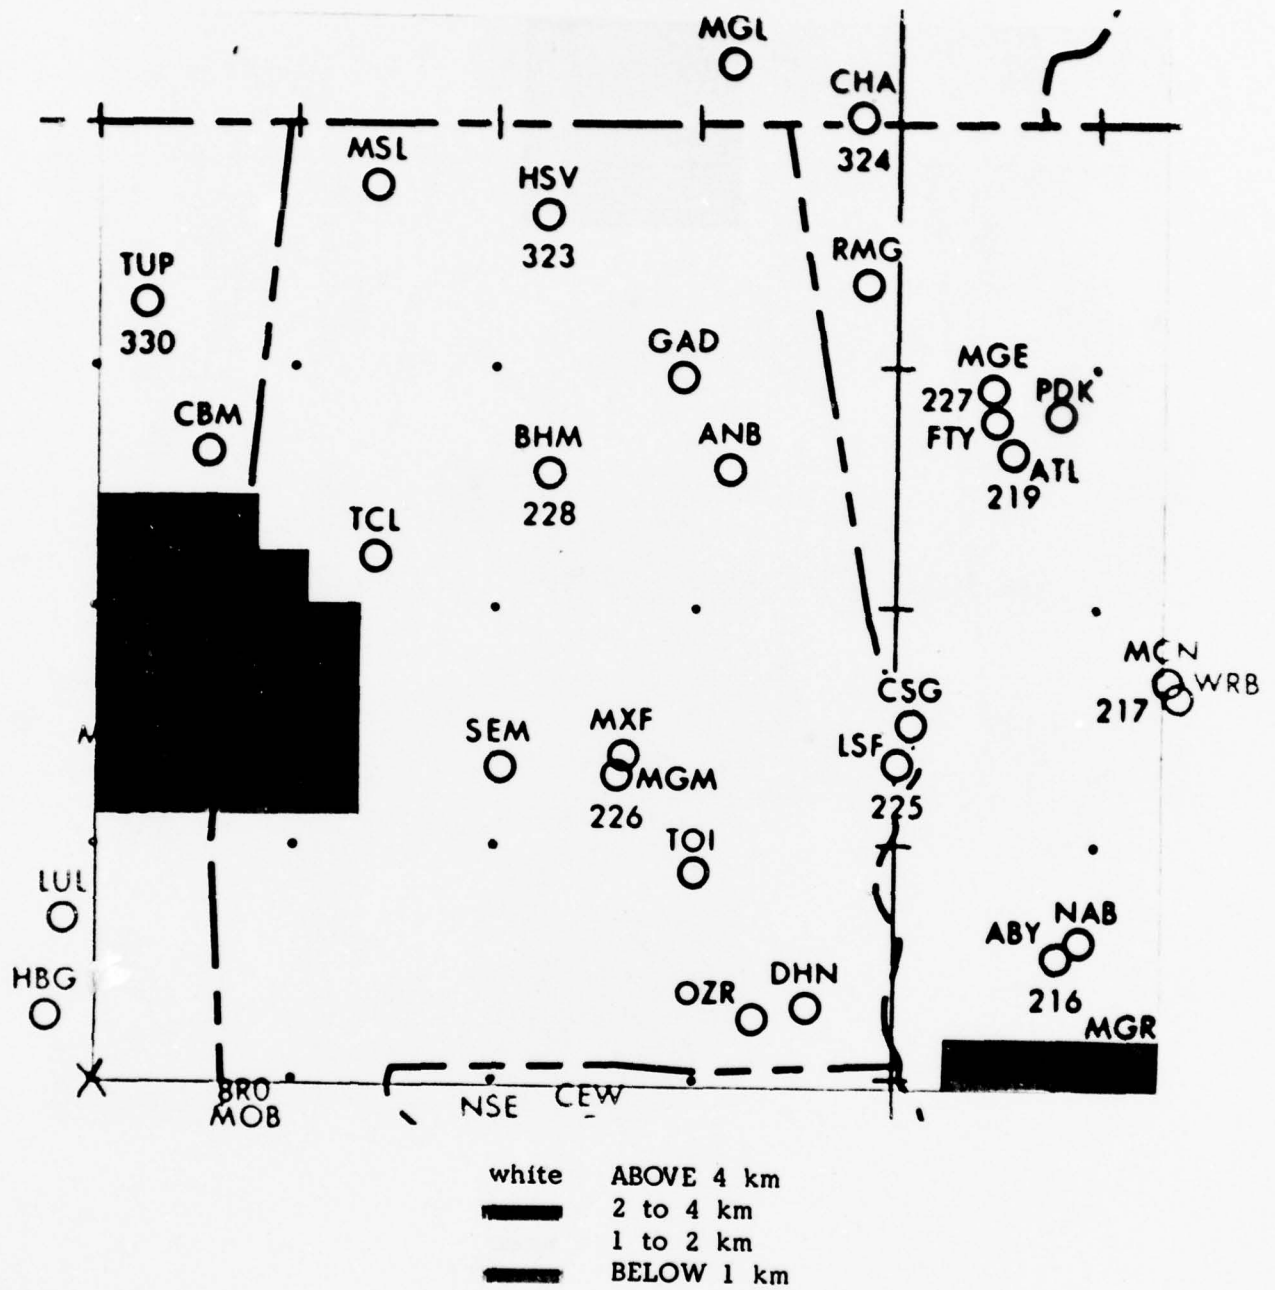 MGL
CHA
324
MSL
HSV
323
RMG
TUP
330
GAD
MGE
227
PDK
FTY
ATL
219
CBM
BHM
228
ANB
TCL
MCN
WRB
217
CSG
LSF
225
SEM
MXF
MGM
226
TOI
LUL
NAB
ABY
216
HBG
OZR
DHN
MGR
BRO
MOB
NSE
CEW
white ABOVE 4 km
2 to 4 km
1 to 2 km
BELOW 1 km